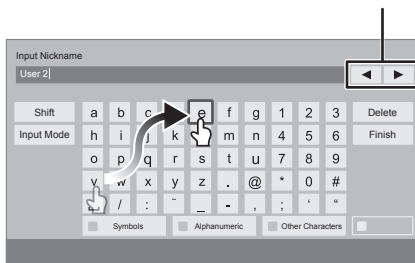 Input Nickname
User 2
◀ ▶
Shift a b c e f g 1 2 3 Delete
Input Mode h i j k m n 4 5 6 Finish
o p q r s t u 7 8 9
v w x y z . @ * 0 #
/ : ~ _ - , ; ‘ “
Symbols Alphanumeric Other Characters